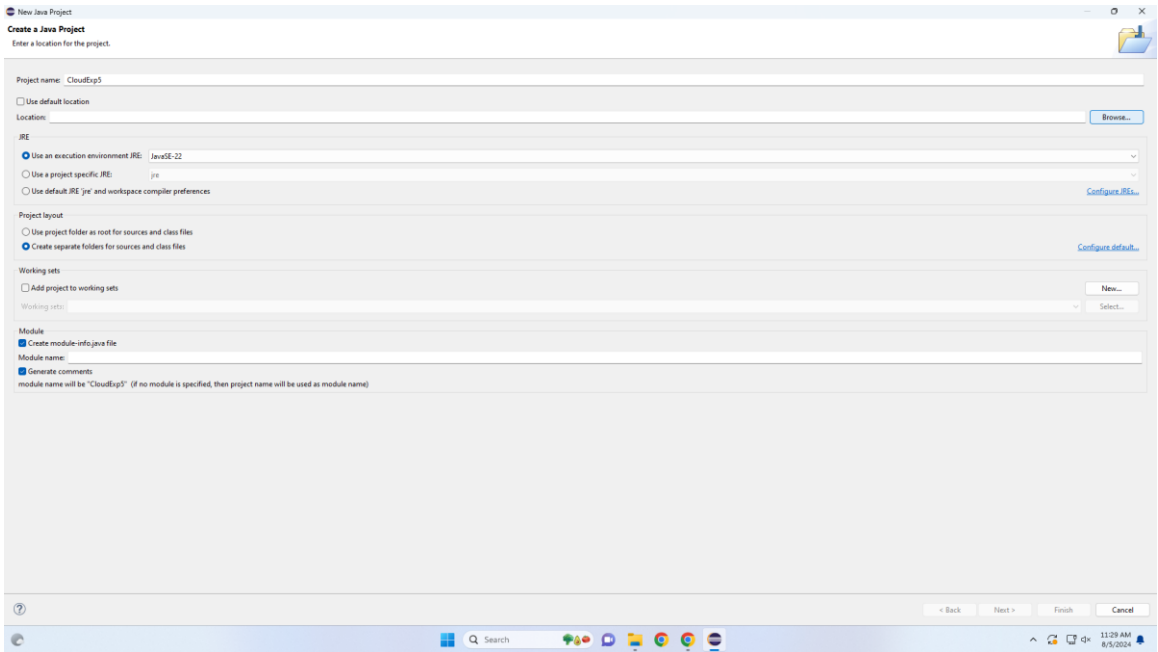 New Java Project
Create a Java Project
Enter a location for the project.
Project name: CloudExp5
Use default location
Location: Browse...
JRE
Use an execution environment JRE: JavaSE-22
Use a project specific JRE: jre
Use default JRE 'jre' and workspace compiler preferences Configure JREs...
Project layout
Use project folder as root for sources and class files
Create separate folders for sources and class files Configure default...
Working sets
Add project to working sets New...
Working sets: Select...
Module
Create module-info.java file
Module name:
Generate comments
module name will be "CloudExp5" (if no module is specified, then project name will be used as module name)
? < Back Next > Finish Cancel
Search 11:29 AM
8/5/2024